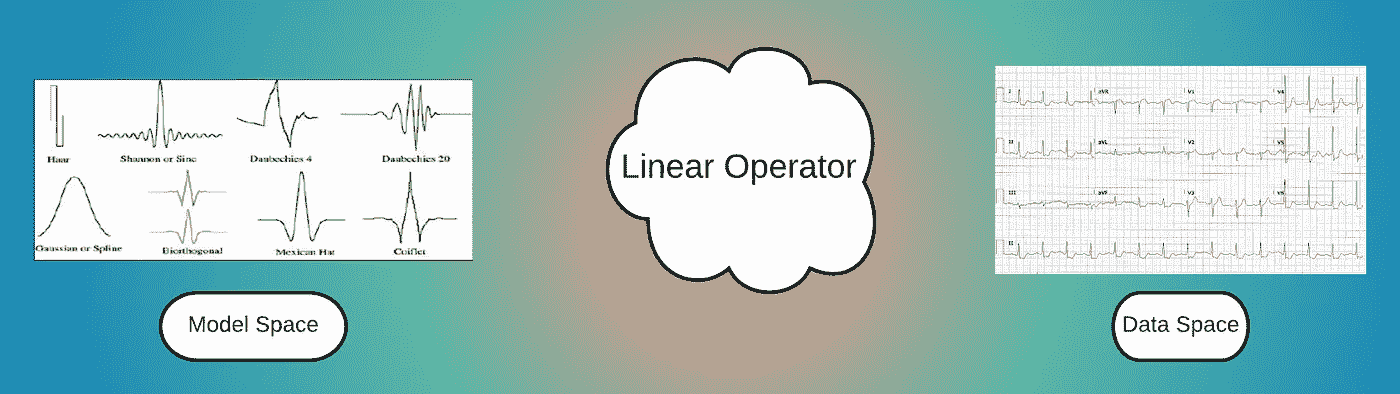 Haar
Shannon or Sinc
Daubechies 4
Daubechies 20
Gaussian or Spline
Biorthogonal
Mexican Hat
Coiflet
Model Space
Linear Operator
I
aVR
V1
V4
II
aVL
V2
V5
III
aVF
V3
II
Data Space